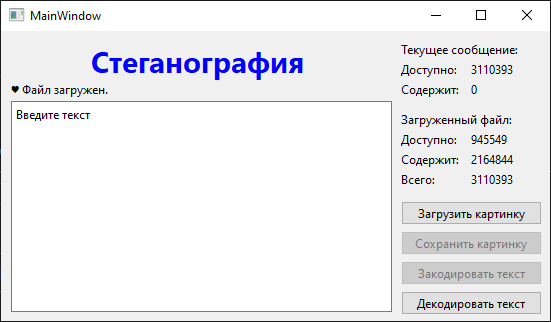 MainWindow
Стеганография
♥ Файл загружен.
Введите текст
Текущее сообщение:
Доступно: 3110393
Содержит: 0
Загруженный файл:
Доступно: 945549
Содержит: 2164844
Всего: 3110393
Загрузить картинку
Сохранить картинку
Закодировать текст
Декодировать текст